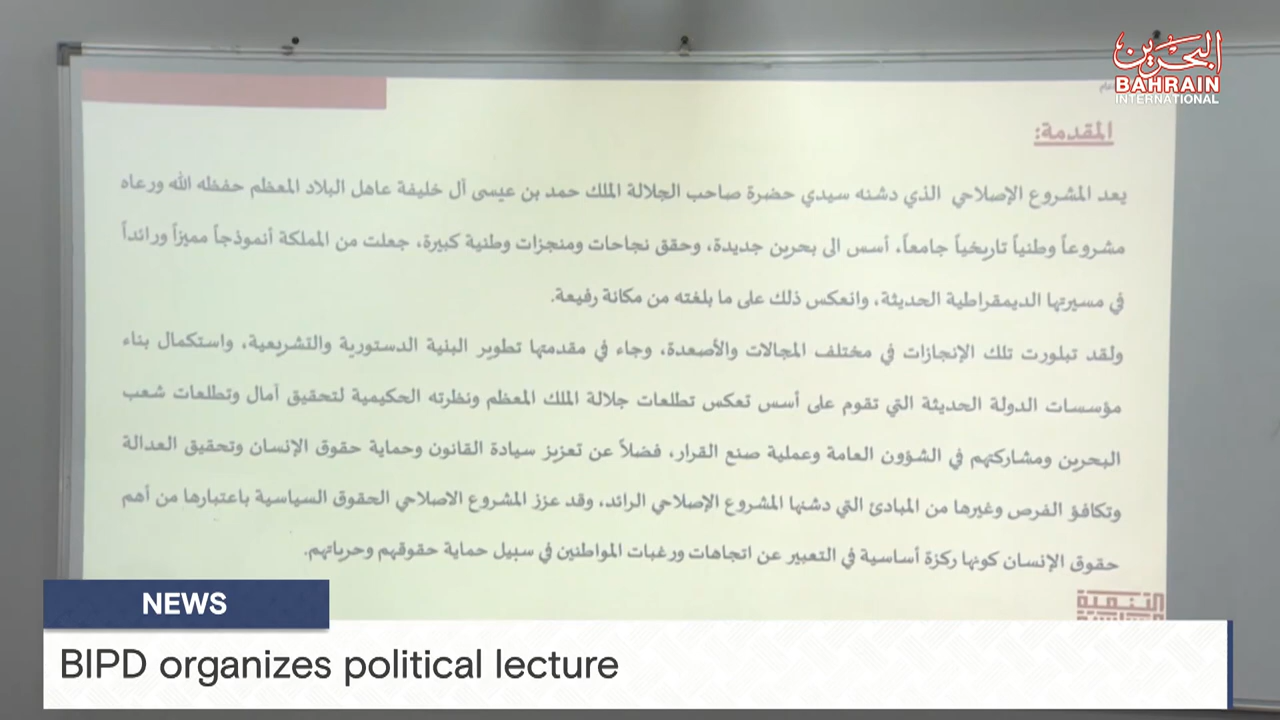 البحرين
BAHRAIN
INTERNATIONAL
المقدمة:
يعد المشروع الإصلاحي الذي دشنه سيدي حضرة صاحب الجلالة الملك حمد بن عيسى آل خليفة عاهل البلاد المعظم حفظه الله ورعاه
مشروعاً وطنياً تاريخياً جامعاً، أسس الى بحرين جديدة، وحقق نجاحات ومنجزات وطنية كبيرة، جعلت من المملكة أنموذجاً مميزاً ورائداً
في مسيرتها الديمقراطية الحديثة، وانعكس ذلك على ما بلغته من مكانة رفيعة.
ولقد تبلورت تلك الإنجازات في مختلف المجالات والأصعدة، وجاء في مقدمتها تطوير البنية الدستورية والتشريعية، واستكمال بناء
مؤسسات الدولة الحديثة التي تقوم على أسس تعكس تطلعات جلالة الملك المعظم ونظرته الحكيمية لتحقيق آمال وتطلعات شعب
البحرين ومشاركتهم في الشؤون العامة وعملية صنع القرار، فضلاً عن تعزيز سيادة القانون وحماية حقوق الإنسان وتحقيق العدالة
وتكافؤ الفرص وغيرها من المبادئ التي دشنها المشروع الإصلاحي الرائد، وقد عزز المشروع الاصلاحي الحقوق السياسية باعتبارها من أهم
حقوق الإنسان كونها ركزة أساسية في التعبير عن اتجاهات ورغبات المواطنين في سبيل حماية حقوقهم وحرياتهم.
التنمية
NEWS
BIPD organizes political lecture